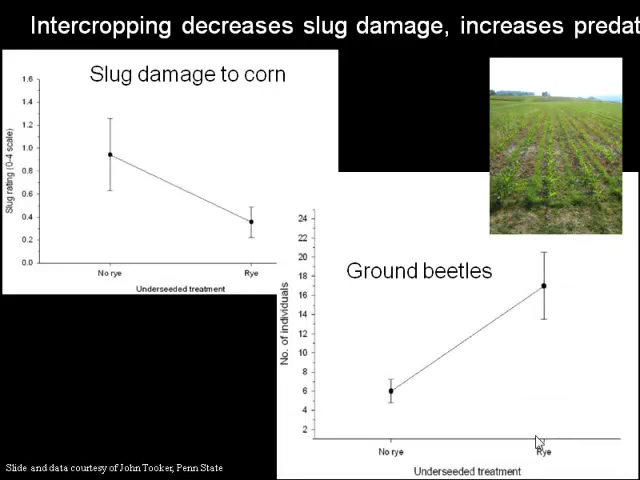 Intercropping decreases slug damage, increases predat
Slug damage to corn
1.6
1.4
1.2
1.0
0.8
0.6
0.4
0.2
0.0
Slug rating (0-4 scale)
No rye Rye
Underseeded treatment
Ground beetles
24
22
20
18
16
14
12
10
8
6
4
2
No. of individuals
No rye Rye
Underseeded treatment
Slide and data courtesy of John Tooker, Penn State